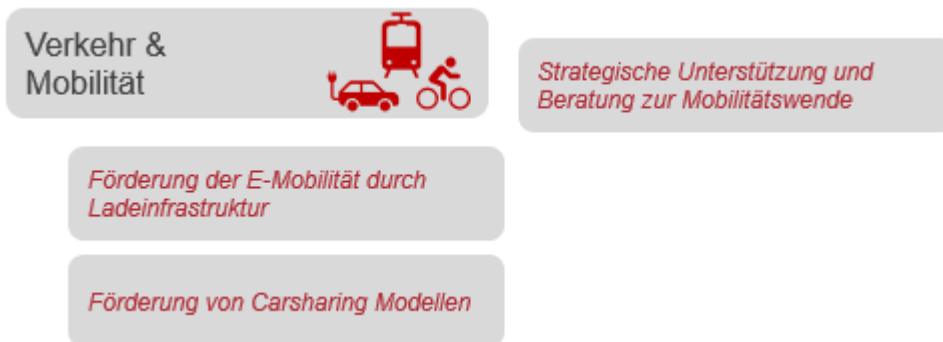 Verkehr &
Mobilität
Strategische Unterstützung und
Beratung zur Mobilitätswende
Förderung der E-Mobilität durch
Ladeinfrastruktur
Förderung von Carsharing Modellen